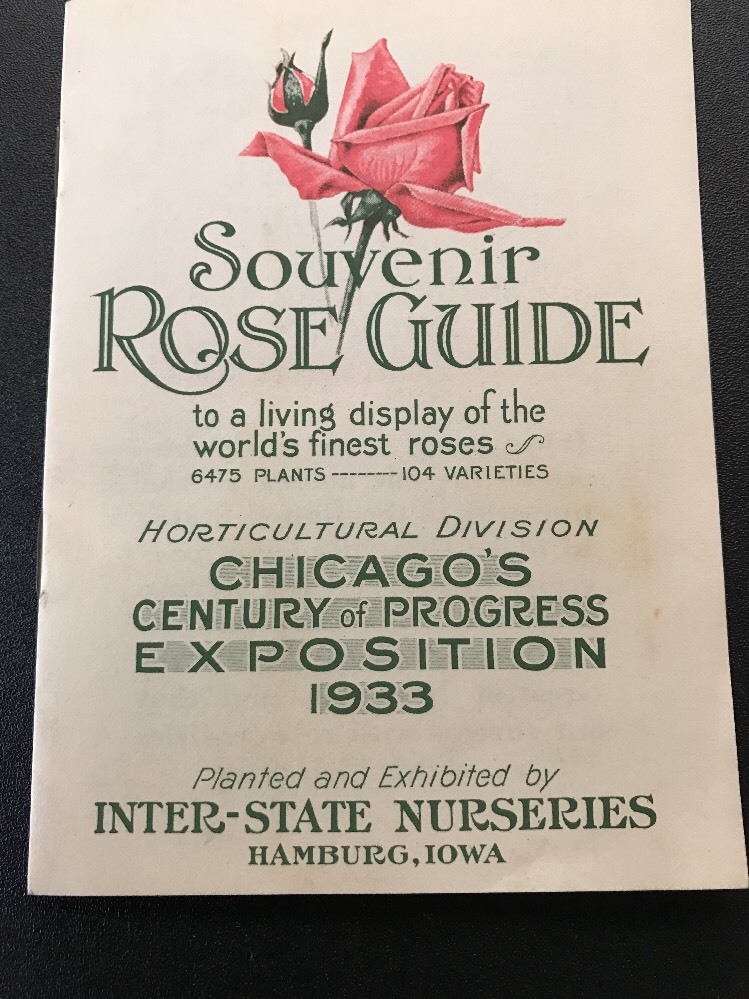 Souvenir
ROSE GUIDE
to a living display of the
world's finest roses
6475 PLANTS--------104 VARIETIES
HORTICULTURAL DIVISION
CHICAGO'S
CENTURY of PROGRESS
EXPOSITION
1933
Planted and Exhibited by
INTER-STATE NURSERIES
HAMBURG, IOWA